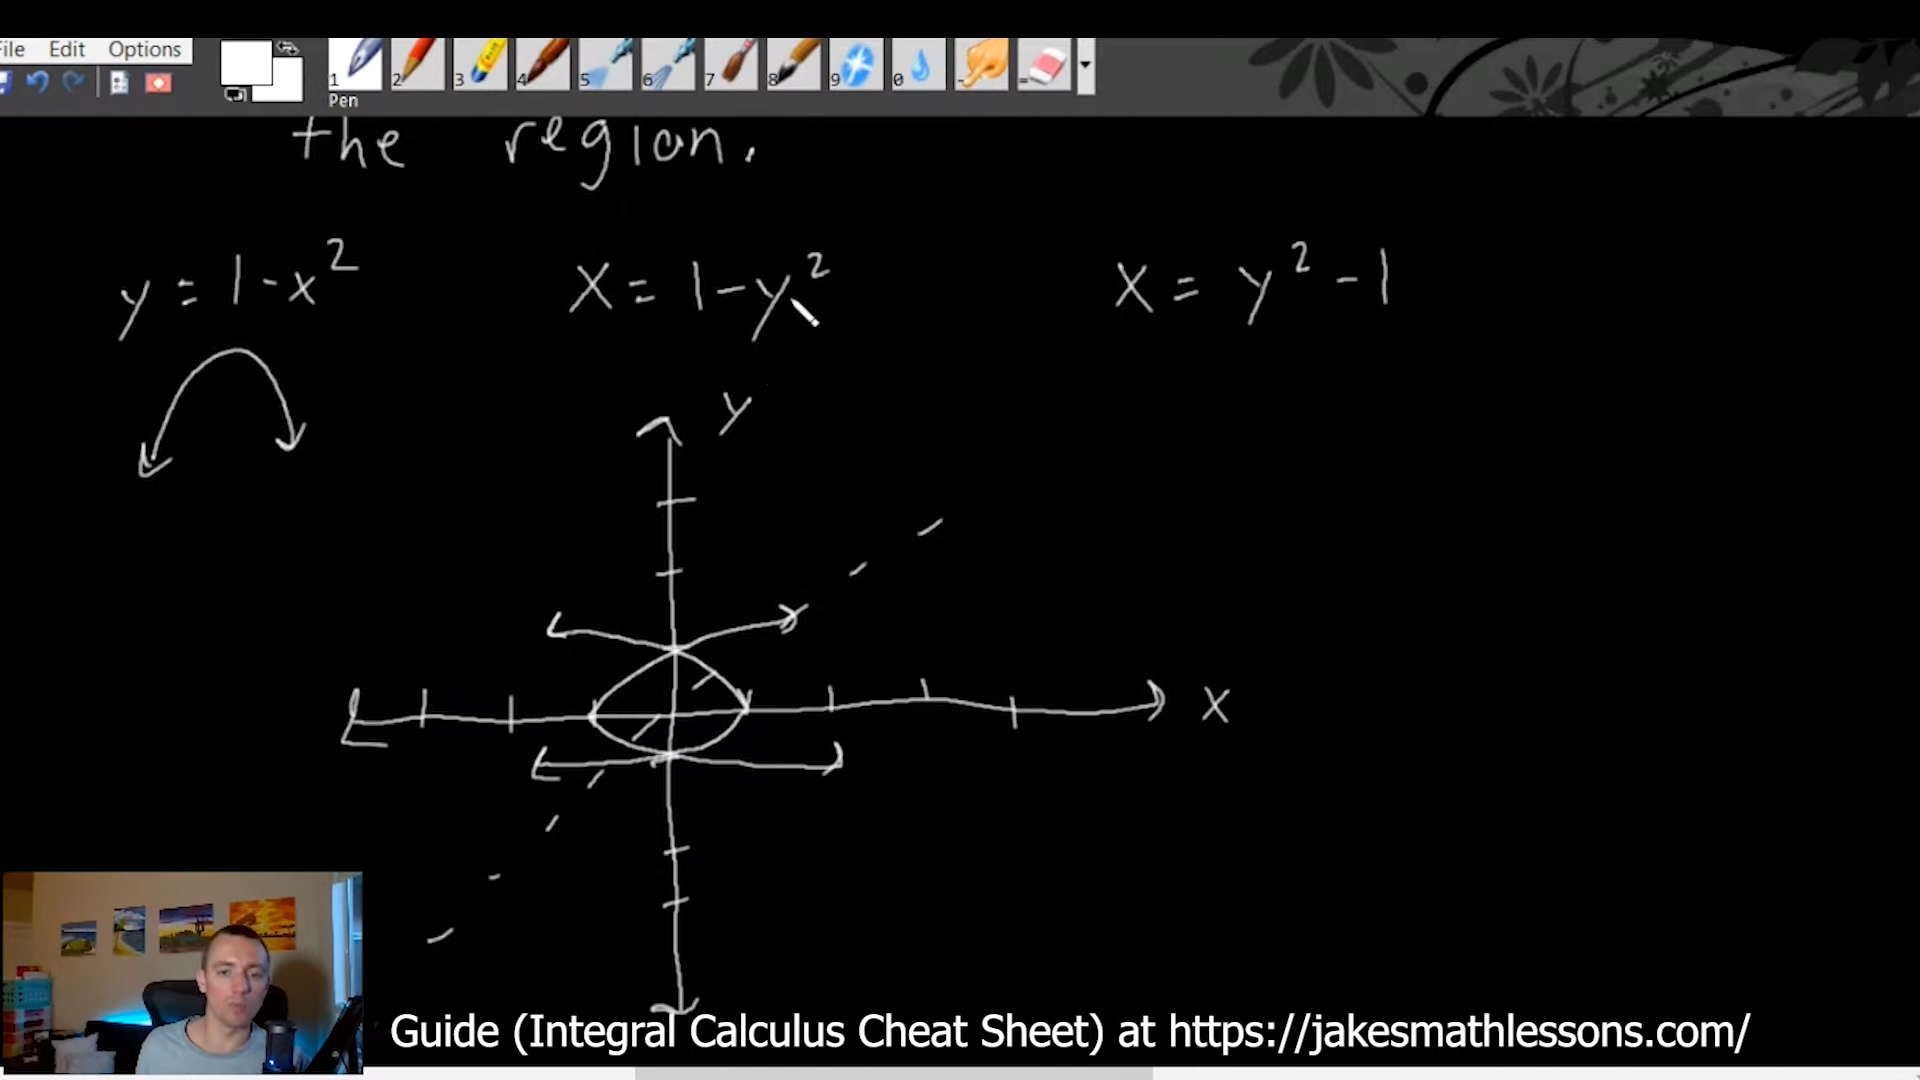 File Edit Options
1 2 3 4 5 6 7 8 9 0 - =
Pen
the region.
y = 1 - x²
x = 1 - y²
x = y² - 1
y
x
Guide (Integral Calculus Cheat Sheet) at https://jakesmathlessons.com/